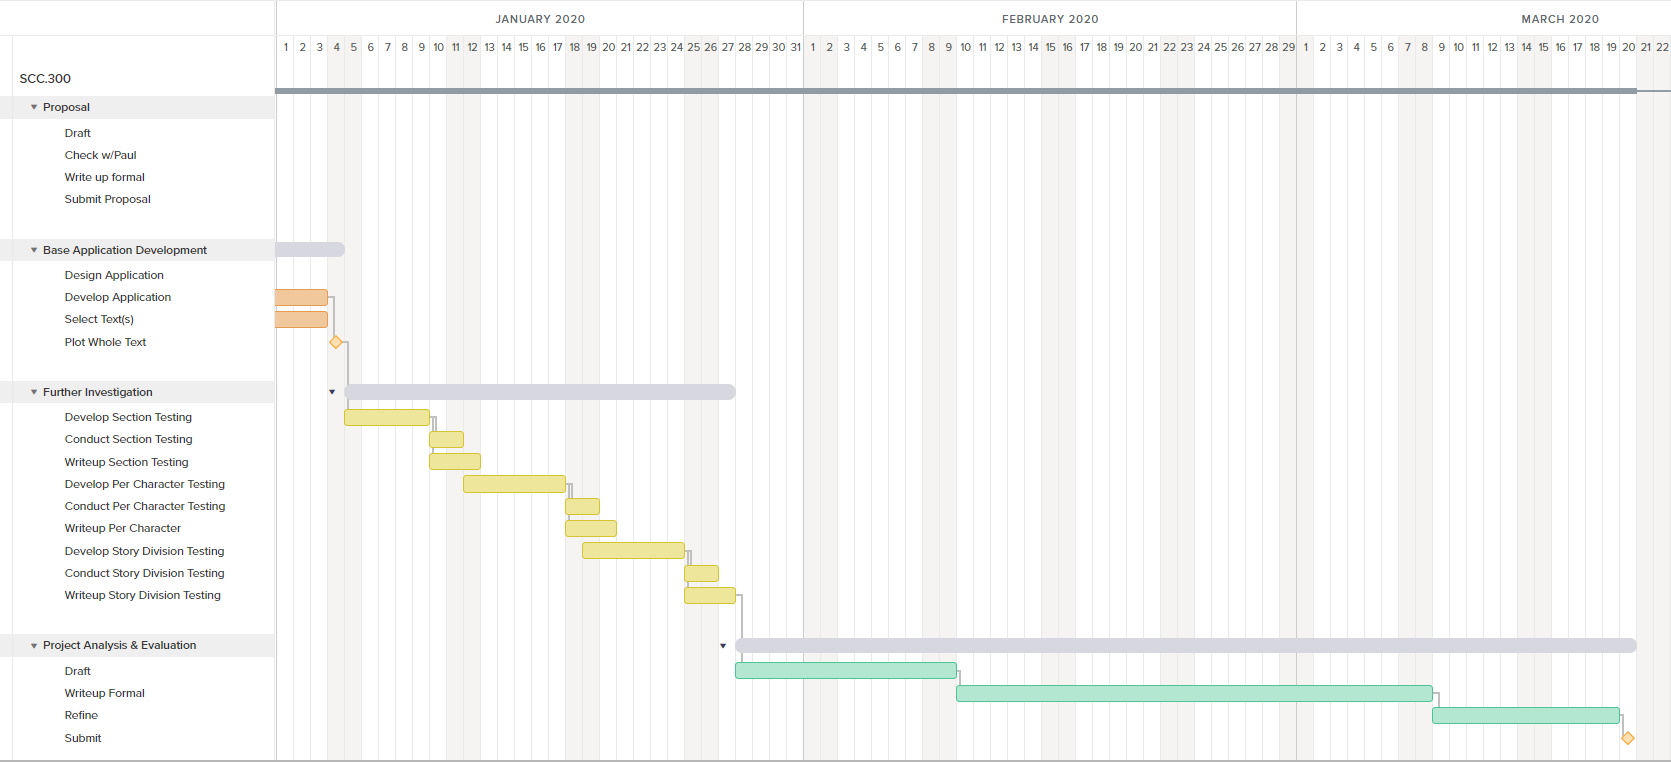 JANUARY 2020 FEBRUARY 2020 MARCH 2020
1 2 3 4 5 6 7 8 9 10 11 12 13 14 15 16 17 18 19 20 21 22 23 24 25 26 27 28 29 30 31 1 2 3 4 5 6 7 8 9 10 11 12 13 14 15 16 17 18 19 20 21 22 23 24 25 26 27 28 29 1 2 3 4 5 6 7 8 9 10 11 12 13 14 15 16 17 18 19 20 21 22
SCC.300
Proposal
Draft
Check w/Paul
Write up formal
Submit Proposal
Base Application Development
Design Application
Develop Application
Select Text(s)
Plot Whole Text
Further Investigation
Develop Section Testing
Conduct Section Testing
Writeup Section Testing
Develop Per Character Testing
Conduct Per Character Testing
Writeup Per Character
Develop Story Division Testing
Conduct Story Division Testing
Writeup Story Division Testing
Project Analysis & Evaluation
Draft
Writeup Formal
Refine
Submit